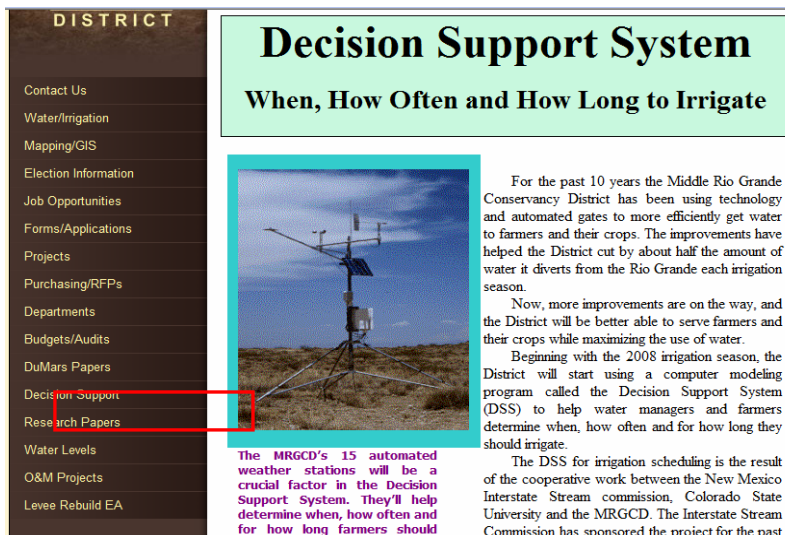 DISTRICT
Contact Us
Water/Irrigation
Mapping/GIS
Election Information
Job Opportunities
Forms/Applications
Projects
Purchasing/RFPs
Departments
Budgets/Audits
DuMars Papers
Decision Support
Research Papers
Water Levels
O&M Projects
Levee Rebuild EA
Decision Support System
When, How Often and How Long to Irrigate
The MRGCD's 15 automated
weather stations will be a
crucial factor in the Decision
Support System. They'll help
determine when, how often and
for how long farmers should
For the past 10 years the Middle Rio Grande
Conservancy District has been using technology
and automated gates to more efficiently get water
to farmers and their crops. The improvements have
helped the District cut by about half the amount of
water it diverts from the Rio Grande each irrigation
season.
Now, more improvements are on the way, and
the District will be better able to serve farmers and
their crops while maximizing the use of water.
Beginning with the 2008 irrigation season, the
District will start using a computer modeling
program called the Decision Support System
(DSS) to help water managers and farmers
determine when, how often and for how long they
should irrigate.
The DSS for irrigation scheduling is the result
of the cooperative work between the New Mexico
Interstate Stream commission, Colorado State
University and the MRGCD. The Interstate Stream
Commission has sponsored the project for the past